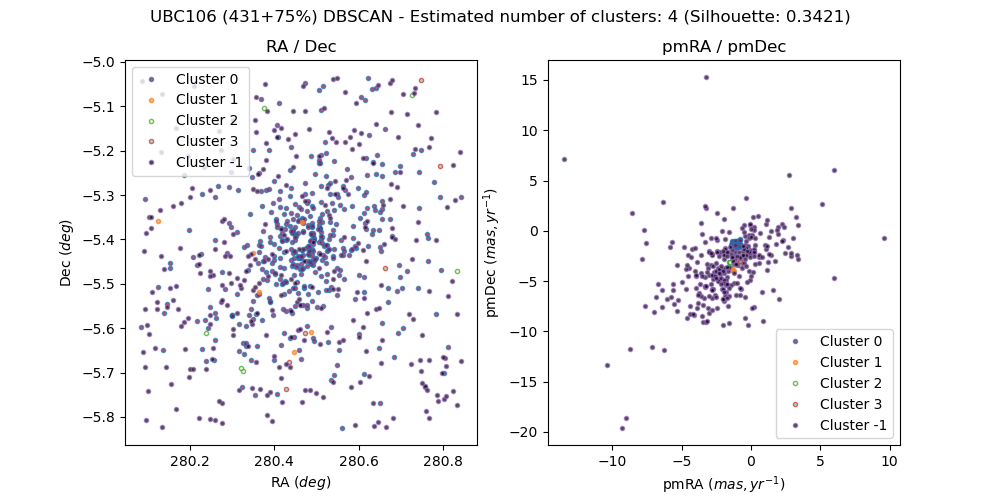 UBC106 (431+75%) DBSCAN - Estimated number of clusters: 4 (Silhouette: 0.3421)
RA / Dec
pmRA / pmDec
Dec (deg)
−5.0
−5.1
−5.2
−5.3
−5.4
−5.5
−5.6
−5.7
−5.8
Cluster 0
Cluster 1
Cluster 2
Cluster 3
Cluster -1
280.2
280.4
280.6
280.8
RA (deg)
pmDec (mas, yr⁻¹)
15
10
5
0
−5
−10
−15
−20
Cluster 0
Cluster 1
Cluster 2
Cluster 3
Cluster -1
−10
−5
0
5
10
pmRA (mas, yr⁻¹)